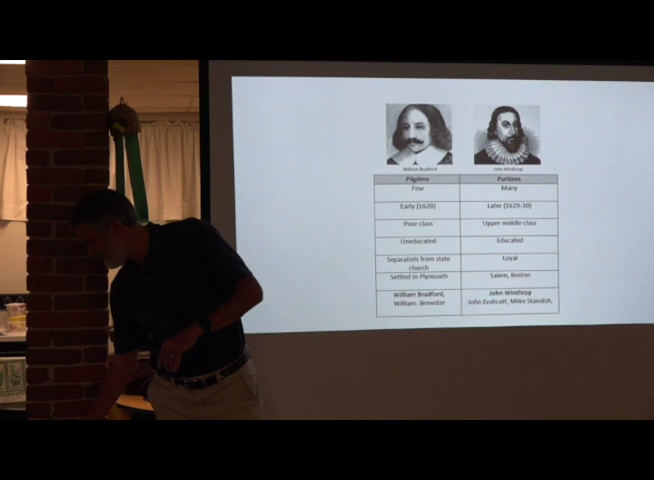 William Bradford John Winthrop
Pilgrims Puritans
Few Many
Early (1620) Later (1629-30)
Poor class Upper middle class
Uneducated Educated
Separatists from state Loyal
church
Settled in Plymouth Salem, Boston
William Bradford, John Winthrop
William. Brewster John Endicott, Miles Standish,